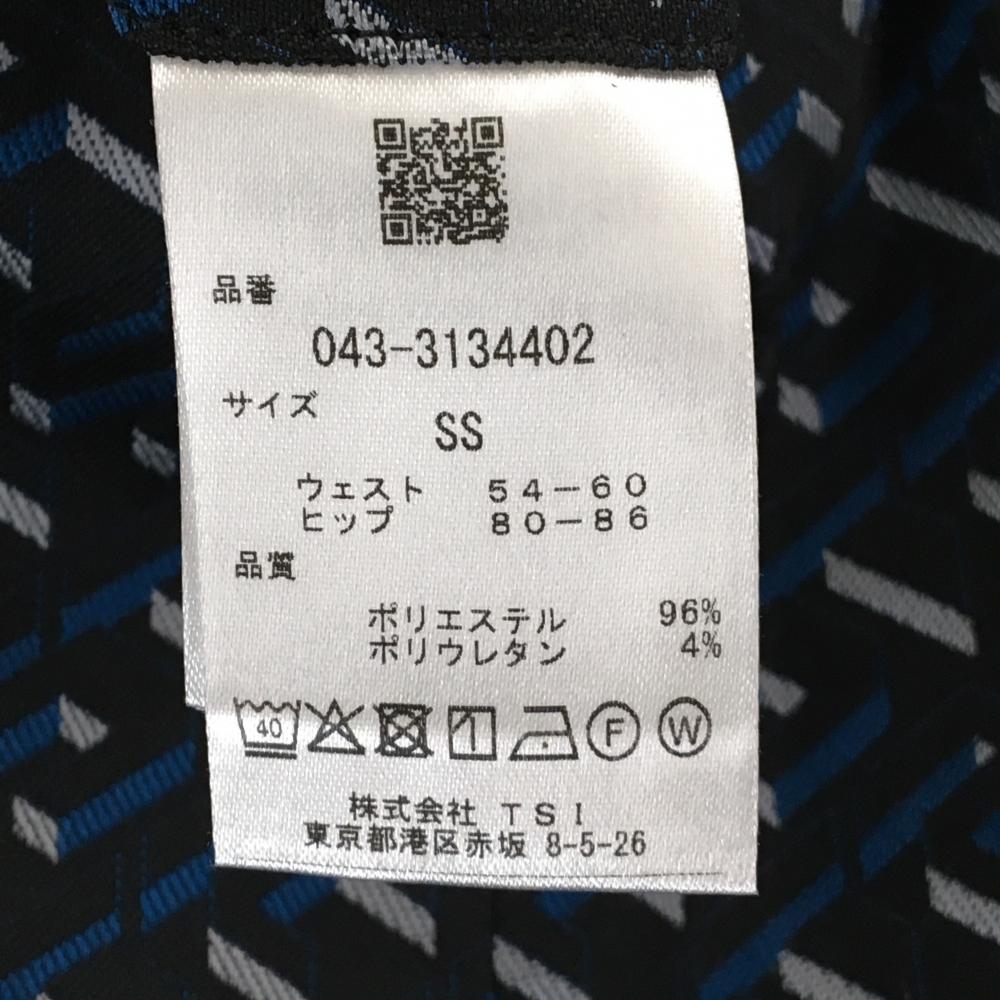 品番
043-3134402
サイズ
SS
ウェスト 54-60
ヒップ 80-86
品質
ポリエステル 96%
ポリウレタン 4%
40 F W
株式会社 TSI
東京都港区赤坂 8-5-26